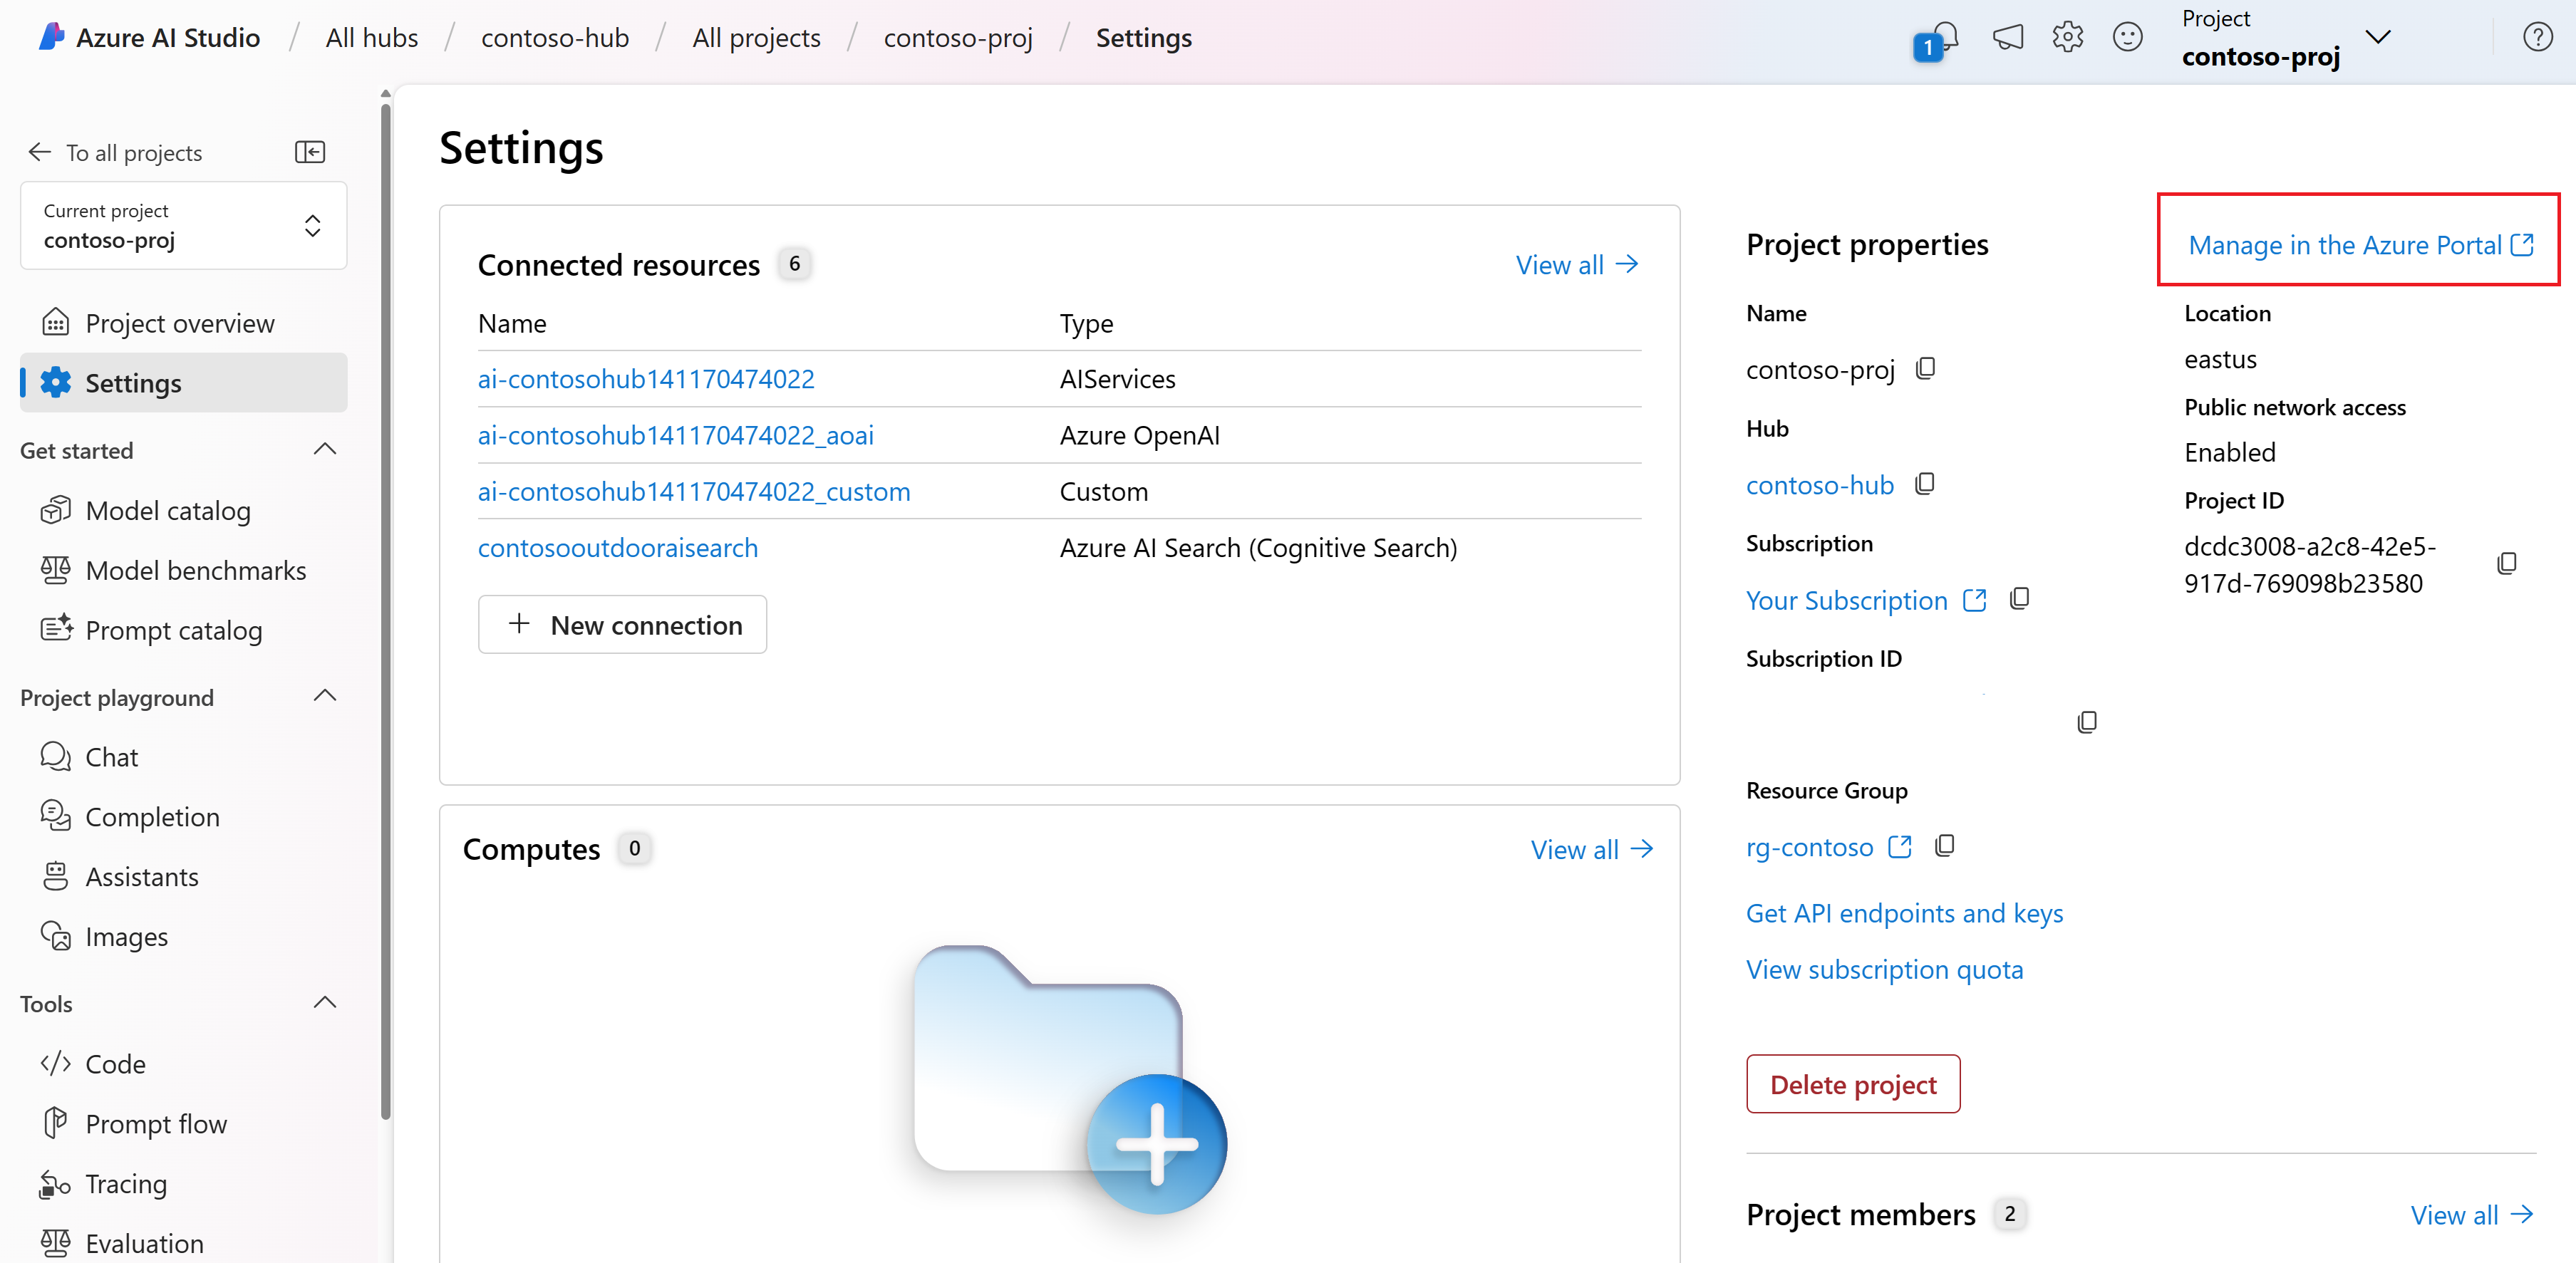 Azure AI Studio / All hubs / contoso-hub / All projects / contoso-proj / Settings
1
Project
contoso-proj
To all projects
Current project
contoso-proj
Project overview
Settings
Get started
Model catalog
Model benchmarks
Prompt catalog
Project playground
Chat
Completion
Assistants
Images
Tools
Code
Prompt flow
Tracing
Evaluation
Settings
Connected resources 6 View all
Name Type
ai-contosohub141170474022 AIServices
ai-contosohub141170474022_aoai Azure OpenAI
ai-contosohub141170474022_custom Custom
contosooutdooraisearch Azure AI Search (Cognitive Search)
New connection
Computes 0 View all
Project properties
Manage in the Azure Portal
Name
contoso-proj
Hub
contoso-hub
Subscription
Your Subscription
Subscription ID
Resource Group
rg-contoso
Get API endpoints and keys
View subscription quota
Delete project
Location
eastus
Public network access
Enabled
Project ID
dcdc3008-a2c8-42e5-
917d-769098b23580
Project members 2 View all